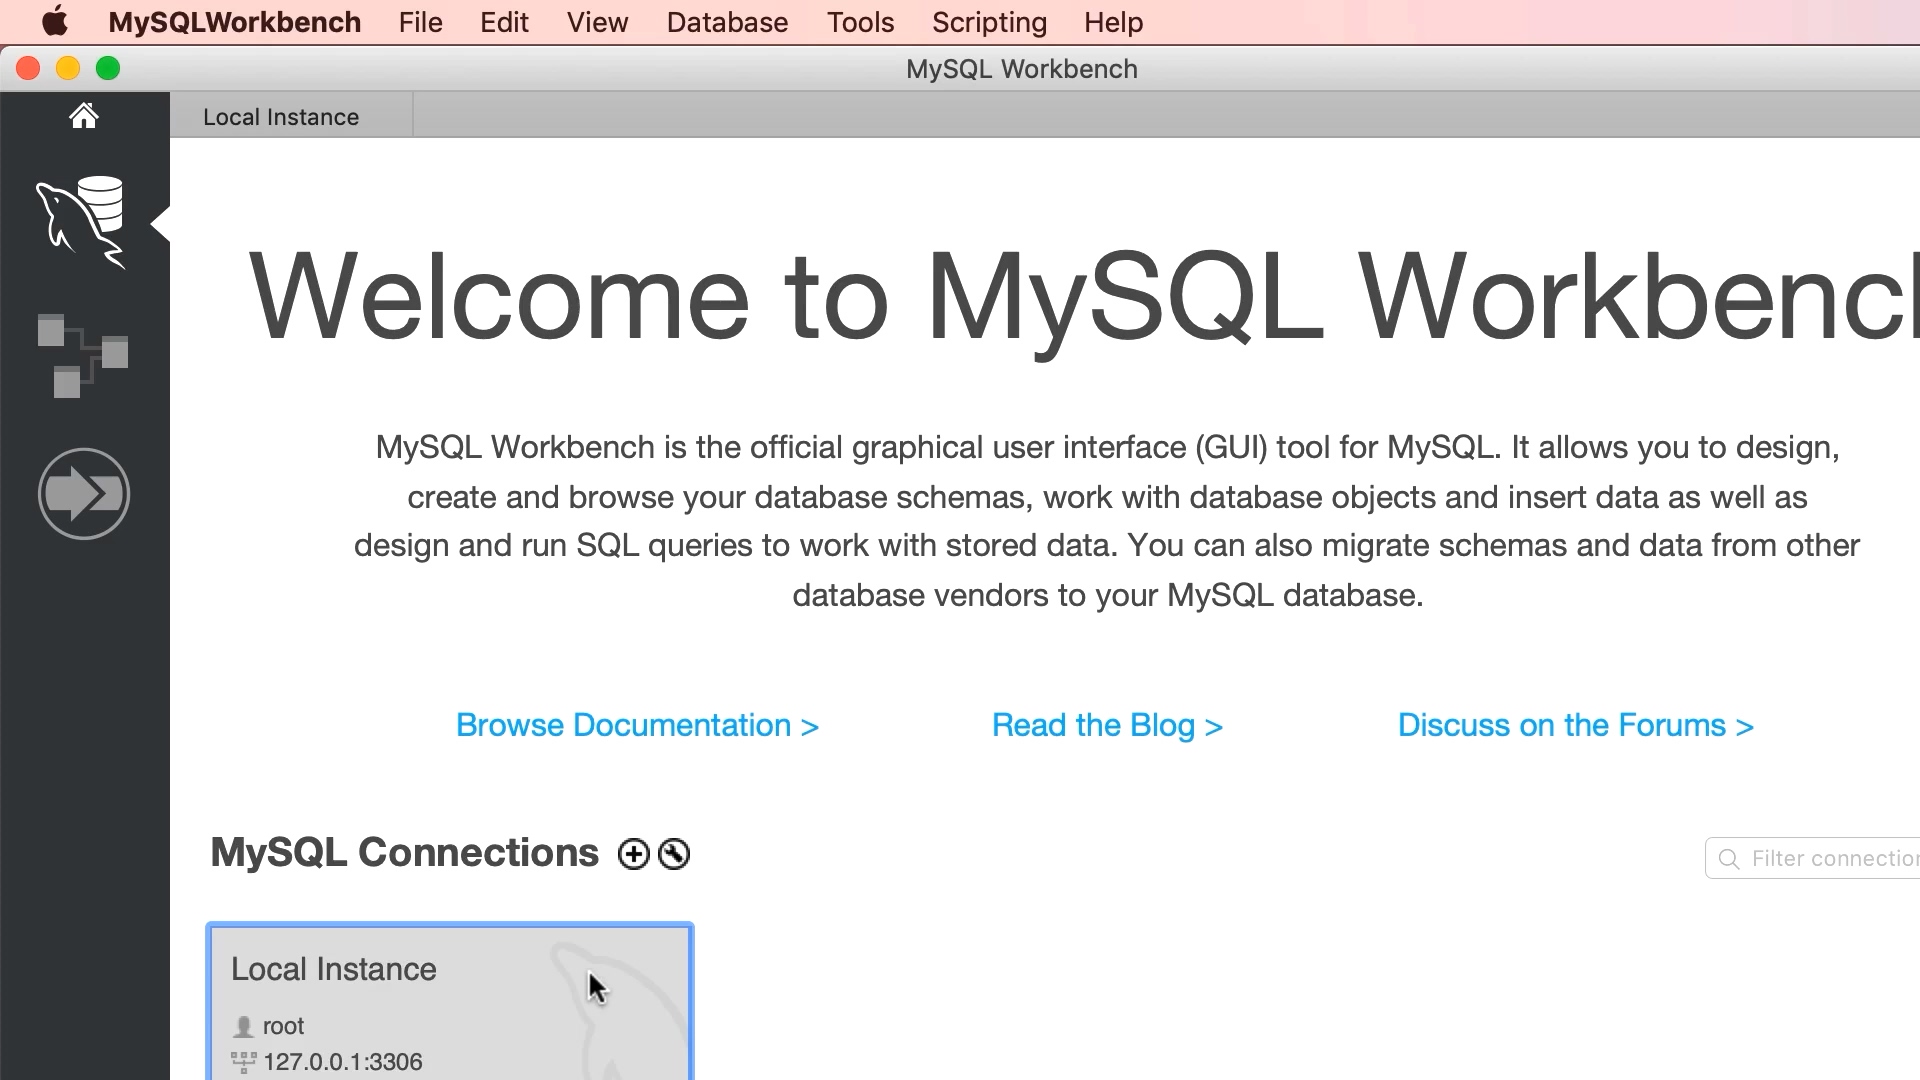 MySQLWorkbench File Edit View Database Tools Scripting Help
MySQL Workbench
Local Instance
Welcome to MySQL Workbencl
MySQL Workbench is the official graphical user interface (GUI) tool for MySQL. It allows you to design,
create and browse your database schemas, work with database objects and insert data as well as
design and run SQL queries to work with stored data. You can also migrate schemas and data from other
database vendors to your MySQL database.
Browse Documentation > Read the Blog > Discuss on the Forums >
MySQL Connections
Filter connection
Local Instance
root
127.0.0.1:3306